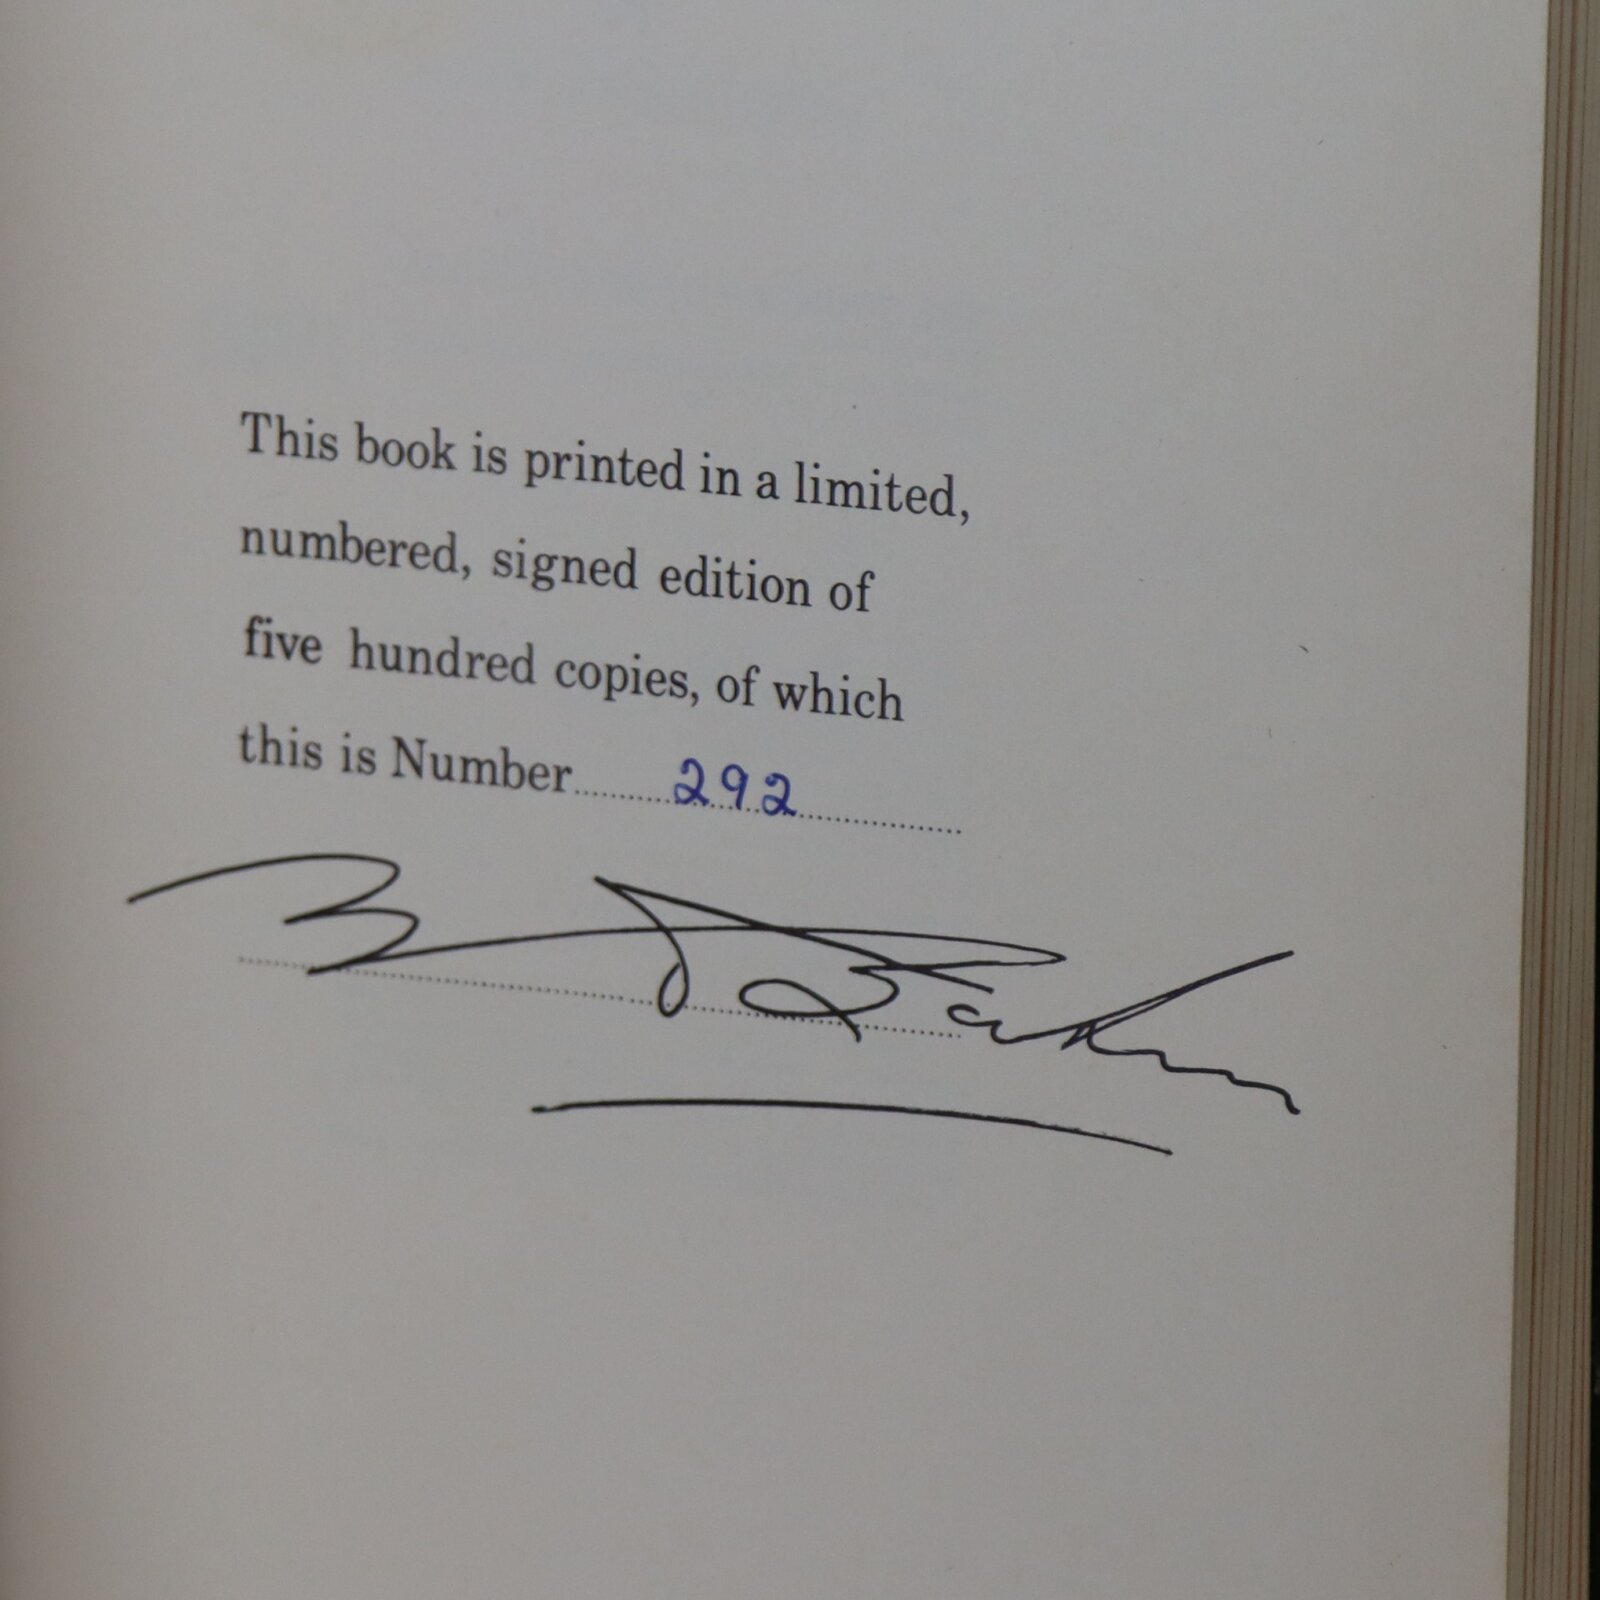 This book is printed in a limited,
numbered, signed edition of
five hundred copies, of which
this is Number.........292...............